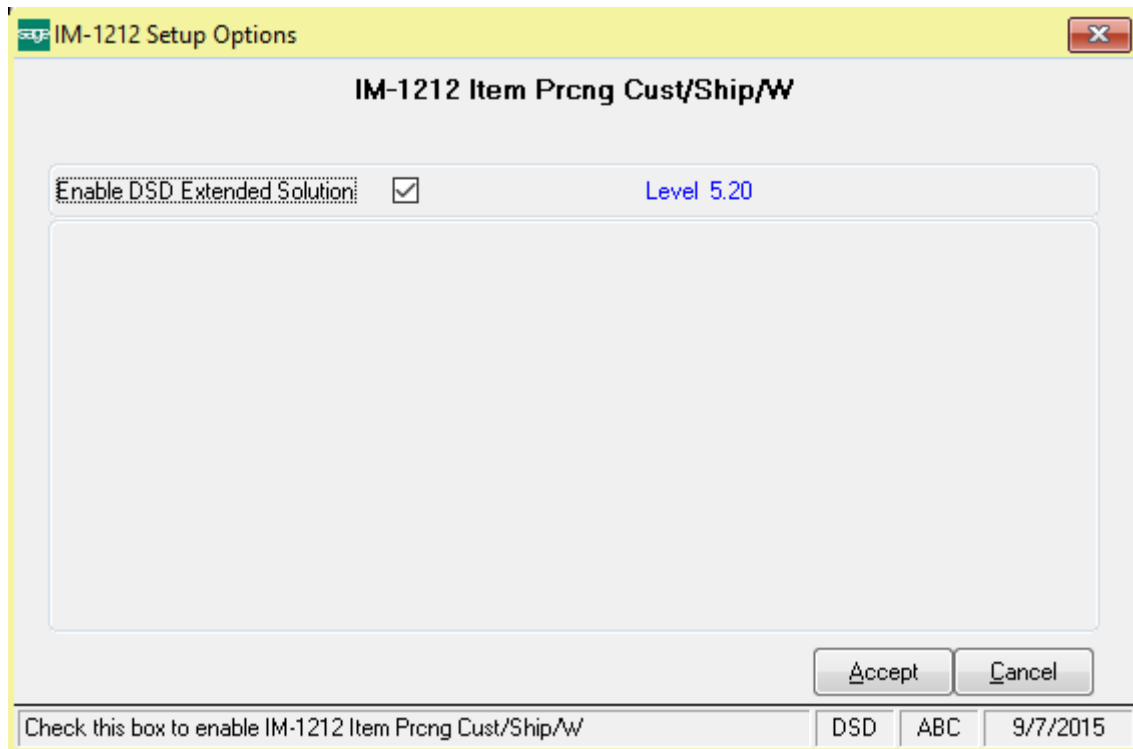 sage IM-1212 Setup Options
IM-1212 Item Prcng Cust/Ship/W
Enable DSD Extended Solution Level 5.20
Accept Cancel
Check this box to enable IM-1212 Item Prcng Cust/Ship/W DSD ABC 9/7/2015